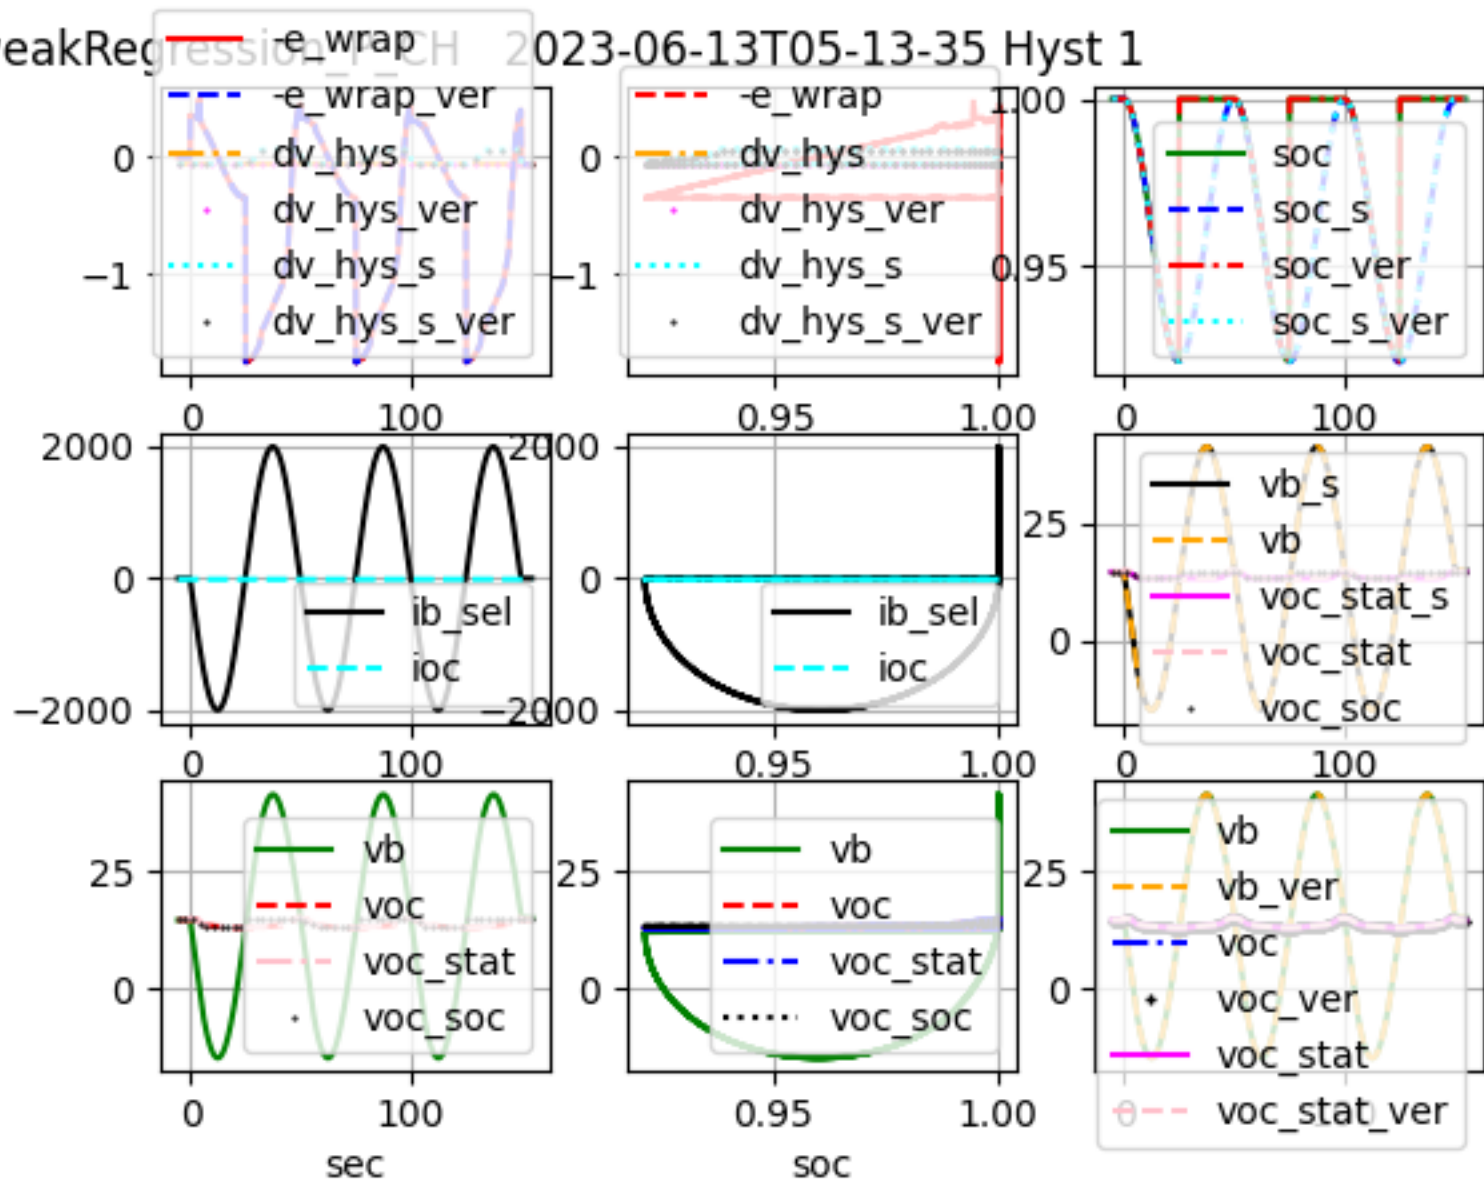 eakRegression_P_CH 2023-06-13T05-13-35 Hyst 1
-e_wrap
-e_wrap_ver
dv_hys
dv_hys_ver
dv_hys_s
dv_hys_s_ver
0
−1
0
100
-e_wrap
dv_hys
dv_hys_ver
dv_hys_s
dv_hys_s_ver
0
−1
0.95
1.00
soc
soc_s
soc_ver
soc_s_ver
1.00
0.95
0
100
2000
0
−2000
ib_sel
ioc
0
100
2000
0
−2000
ib_sel
ioc
0.95
1.00
25
0
vb_s
vb
voc_stat_s
voc_stat
voc_soc
0
100
25
0
vb
voc
voc_stat
voc_soc
0
100
sec
25
0
vb
voc
voc_stat
voc_soc
0.95
1.00
soc
25
0
vb
vb_ver
voc
voc_ver
voc_stat
voc_stat_ver
0